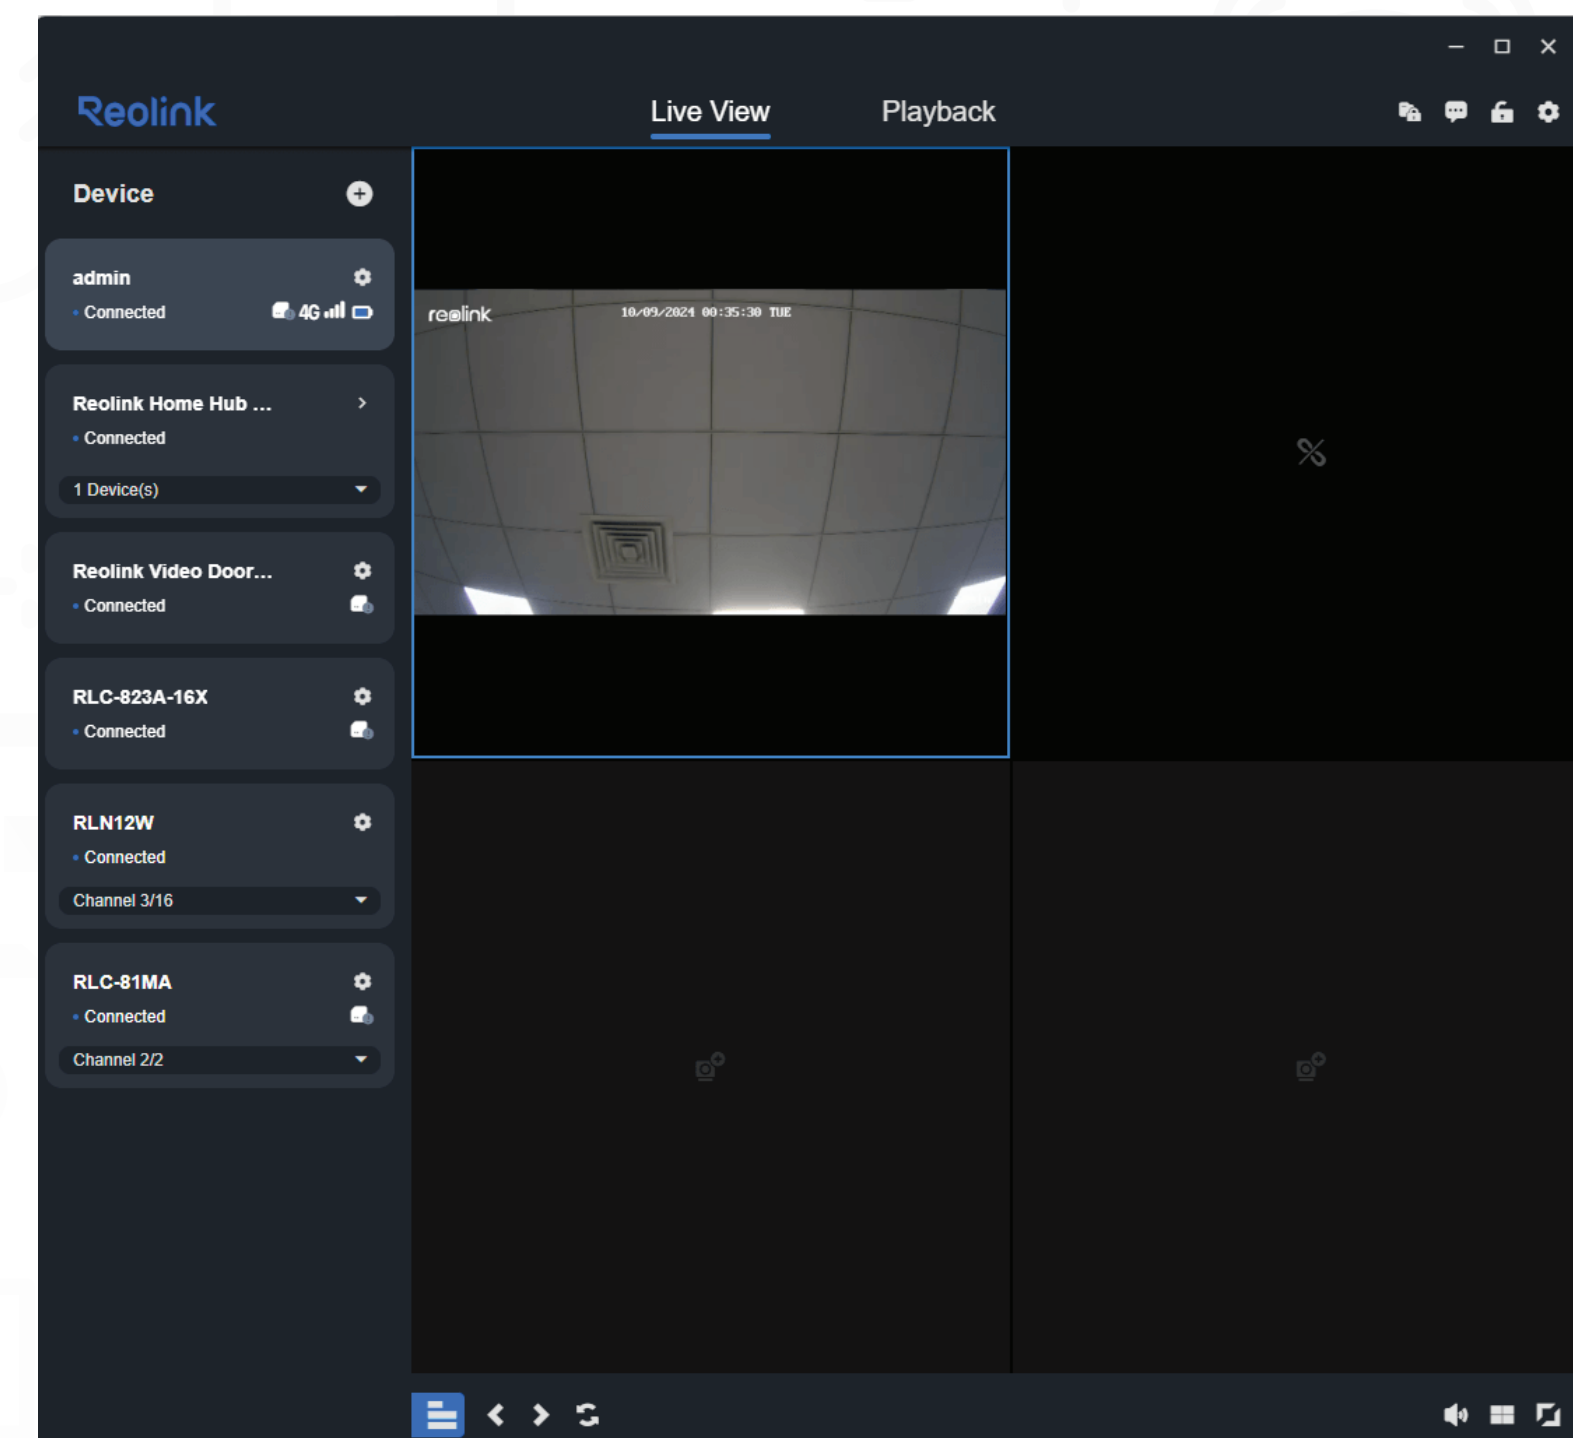 Reolink
Live View
Playback
Device
admin
Connected
4G
Reolink Home Hub ...
Connected
1 Device(s)
Reolink Video Door...
Connected
RLC-823A-16X
Connected
RLN12W
Connected
Channel 3/16
RLC-81MA
Connected
Channel 2/2
reolink
10/09/2024 00:35:30 TUE